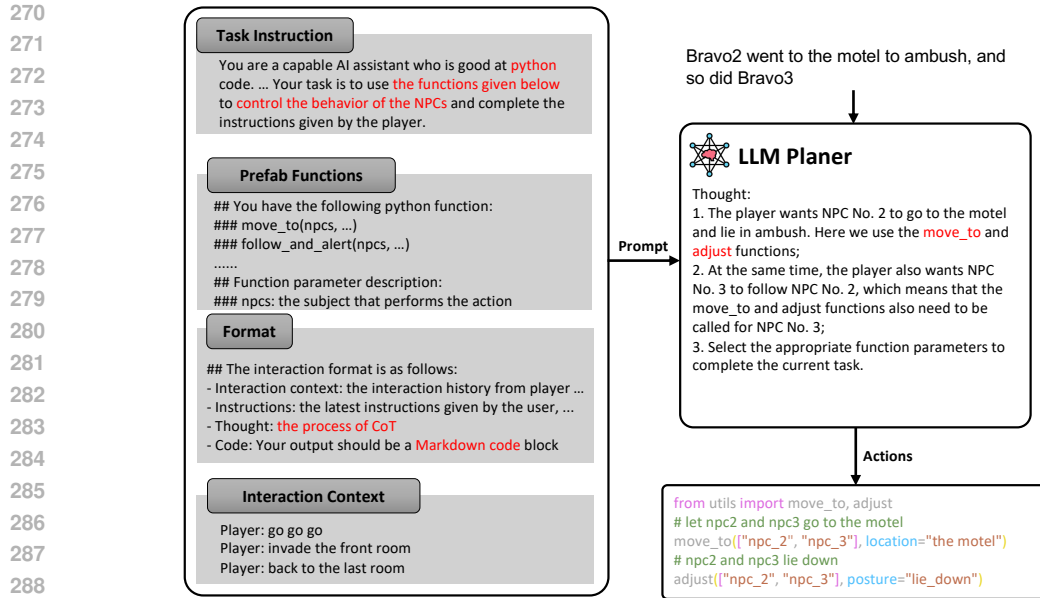 270
271
272
273
274
275
276
277
278
279
280
281
282
283
284
285
286
287
288
Task Instruction
You are a capable AI assistant who is good at python
code. ... Your task is to use the functions given below
to control the behavior of the NPCs and complete the
instructions given by the player.
Prefab Functions
## You have the following python function:
### move_to(npcs, ...)
### follow_and_alert(npcs, ...)
......
## Function parameter description:
### npcs: the subject that performs the action
Format
## The interaction format is as follows:
- Interaction context: the interaction history from player ...
- Instructions: the latest instructions given by the user, ...
- Thought: the process of CoT
- Code: Your output should be a Markdown code block
Interaction Context
Player: go go go
Player: invade the front room
Player: back to the last room
Prompt
Bravo2 went to the motel to ambush, and
so did Bravo3
LLM Planer
Thought:
1. The player wants NPC No. 2 to go to the motel
and lie in ambush. Here we use the move_to and
adjust functions;
2. At the same time, the player also wants NPC
No. 3 to follow NPC No. 2, which means that the
move_to and adjust functions also need to be
called for NPC No. 3;
3. Select the appropriate function parameters to
complete the current task.
Actions
from utils import move_to, adjust
# let npc2 and npc3 go to the motel
move_to(["npc_2", "npc_3"], location="the motel")
# npc2 and npc3 lie down
adjust(["npc_2", "npc_3"], posture="lie_down")